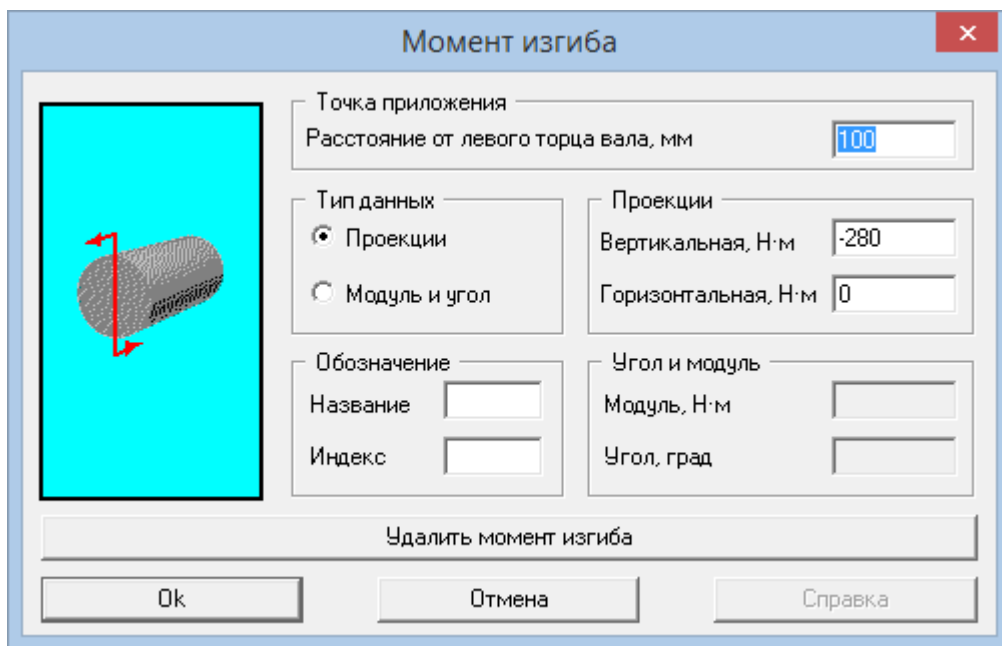 Момент изгиба
Точка приложения
Расстояние от левого торца вала, мм 100
Тип данных
Проекции
Модуль и угол
Проекции
Вертикальная, Н·м -280
Горизонтальная, Н·м 0
Обозначение
Название
Индекс
Угол и модуль
Модуль, Н·м
Угол, град
Удалить момент изгиба
Ok Отмена Справка